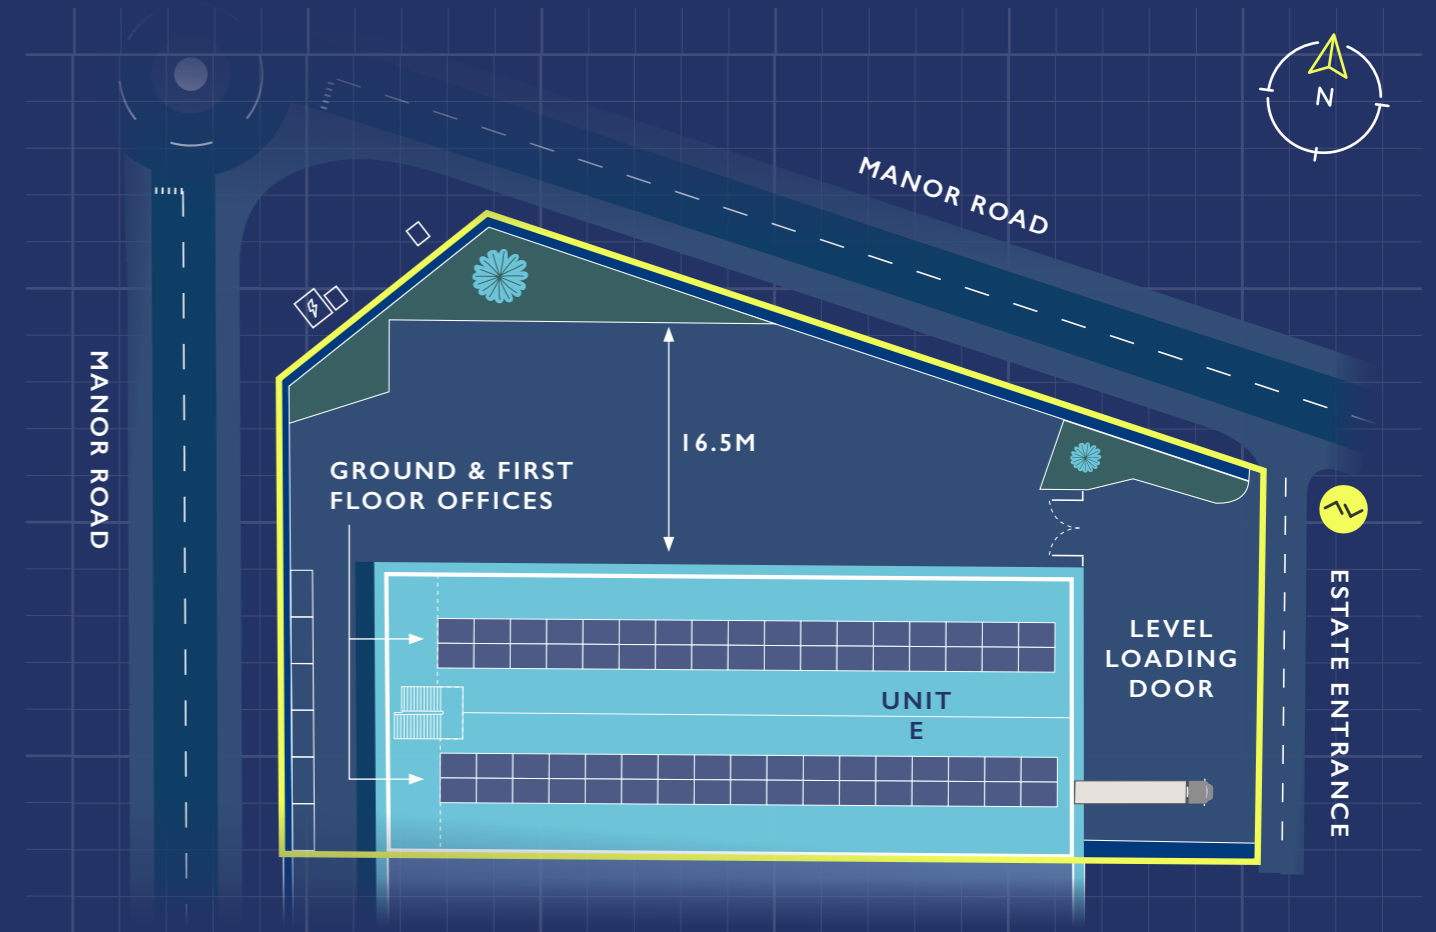 N
MANOR ROAD
MANOR ROAD
16.5M
GROUND & FIRST
FLOOR OFFICES
ESTATE ENTRANCE
LEVEL
LOADING
DOOR
UNIT
E